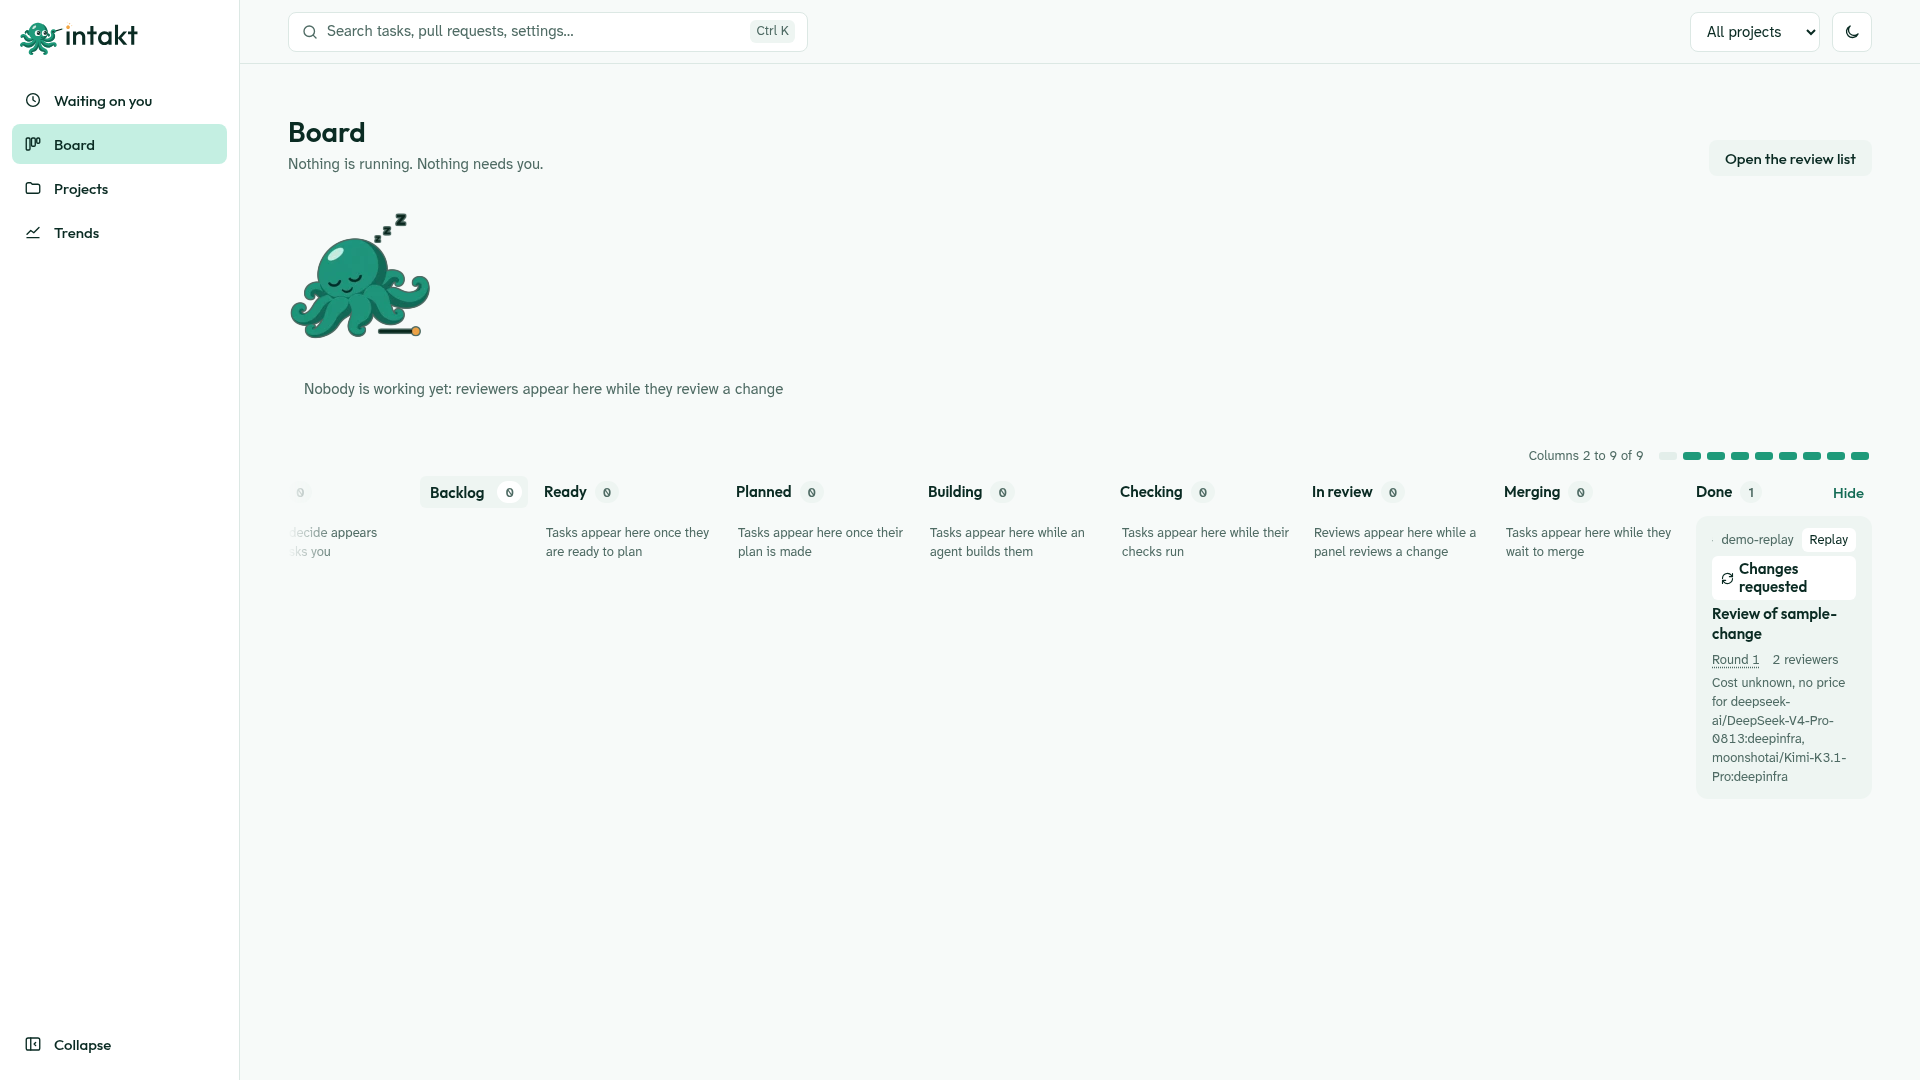 intakt
Search tasks, pull requests, settings...
Ctrl K
All projects
Waiting on you
Board
Projects
Trends
Board
Nothing is running. Nothing needs you.
Open the review list
z z z
Nobody is working yet: reviewers appear here while they review a change
Columns 2 to 9 of 9
0
decide appears
sks you
Backlog 0
Ready 0
Tasks appear here once they
are ready to plan
Planned 0
Tasks appear here once their
plan is made
Building 0
Tasks appear here while an
agent builds them
Checking 0
Tasks appear here while their
checks run
In review 0
Reviews appear here while a
panel reviews a change
Merging 0
Tasks appear here while they
wait to merge
Done 1 Hide
· demo-replay Replay
Changes
requested
Review of sample-
change
Round 1 2 reviewers
Cost unknown, no price
for deepseek-
ai/DeepSeek-V4-Pro-
0813:deepinfra,
moonshotai/Kimi-K3.1-
Pro:deepinfra
Collapse